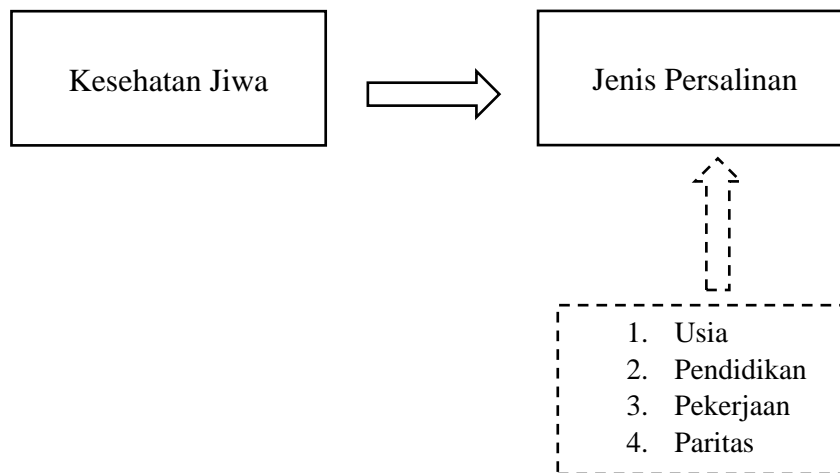 Kesehatan Jiwa
Jenis Persalinan
1. Usia
2. Pendidikan
3. Pekerjaan
4. Paritas